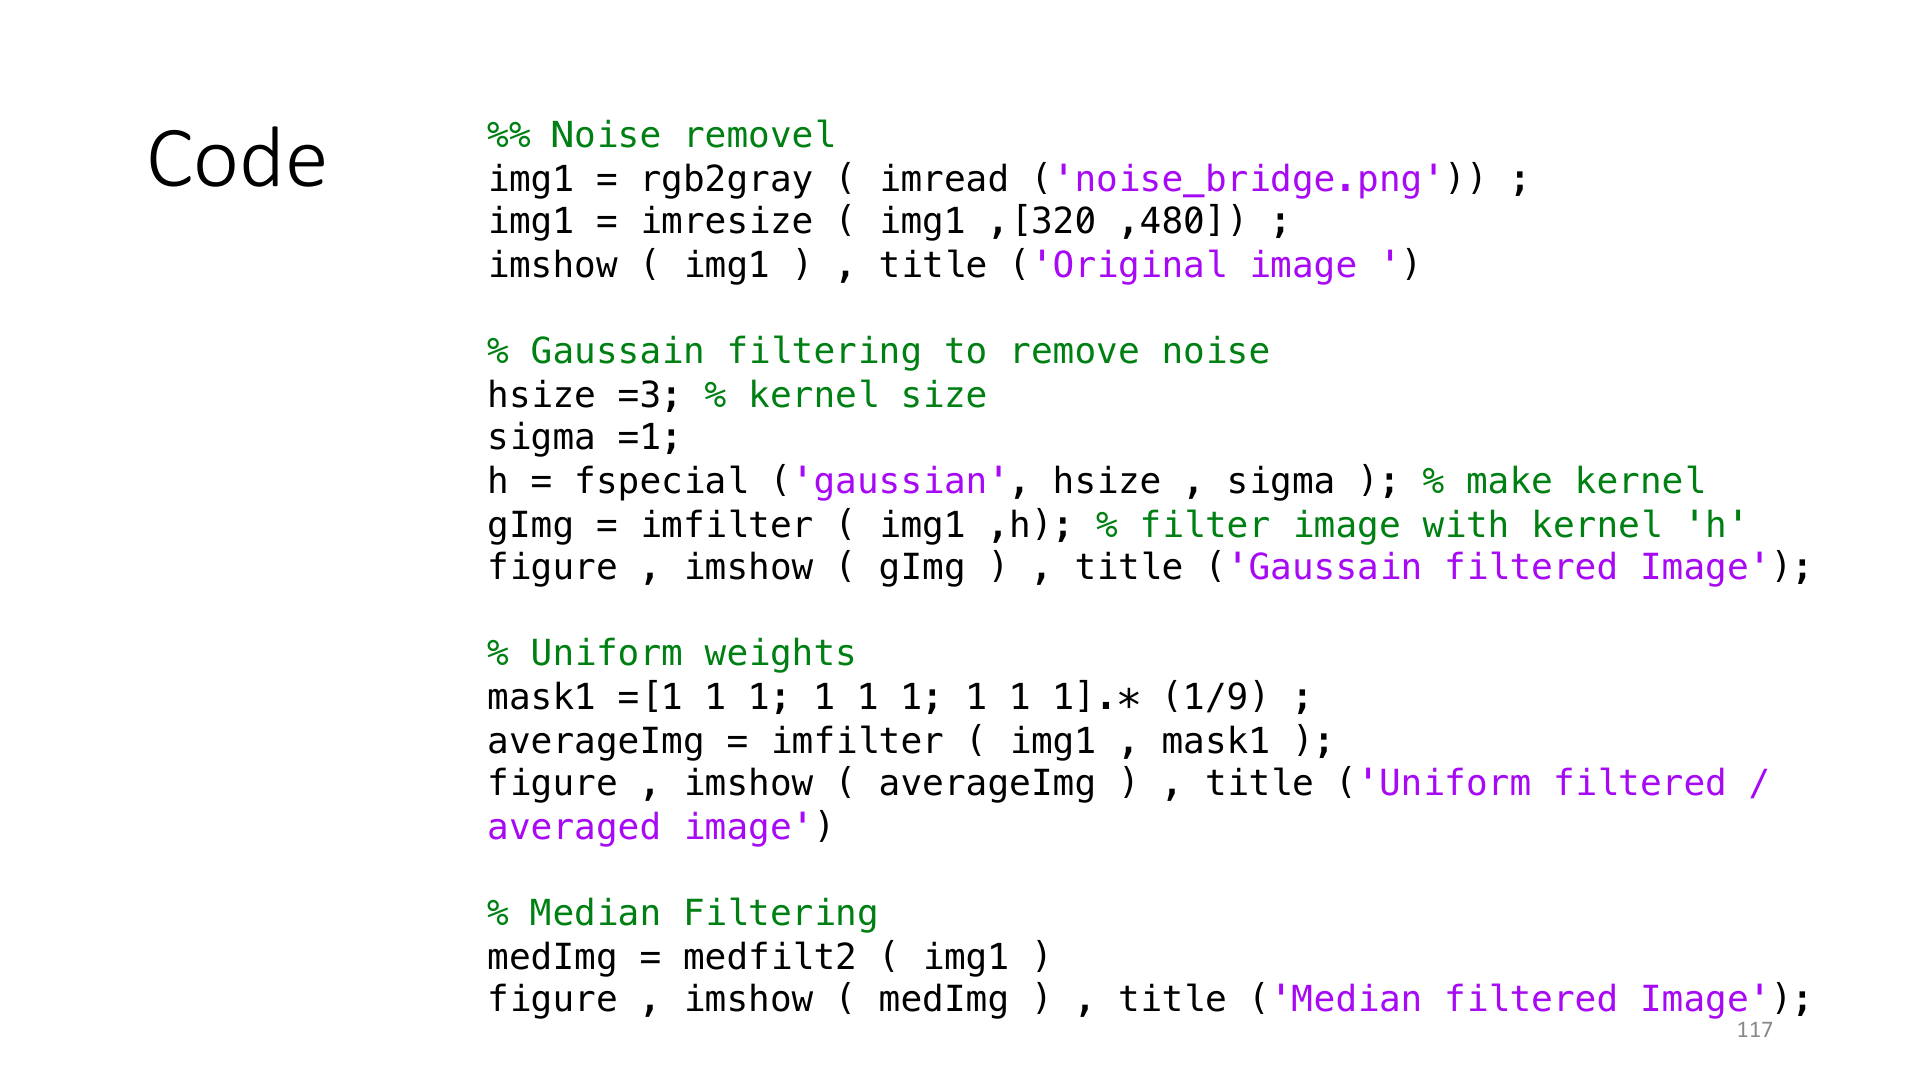 Code
%% Noise removel
img1 = rgb2gray ( imread ('noise_bridge.png')) ;
img1 = imresize ( img1 ,[320 ,480]) ;
imshow ( img1 ) , title ('Original image ')
% Gaussain filtering to remove noise
hsize =3; % kernel size
sigma =1;
h = fspecial ('gaussian', hsize , sigma ); % make kernel
gImg = imfilter ( img1 ,h); % filter image with kernel 'h'
figure , imshow ( gImg ) , title ('Gaussain filtered Image');
% Uniform weights
mask1 =[1 1 1; 1 1 1; 1 1 1].* (1/9) ;
averageImg = imfilter ( img1 , mask1 );
figure , imshow ( averageImg ) , title ('Uniform filtered /
averaged image')
% Median Filtering
medImg = medfilt2 ( img1 )
figure , imshow ( medImg ) , title ('Median filtered Image');
117